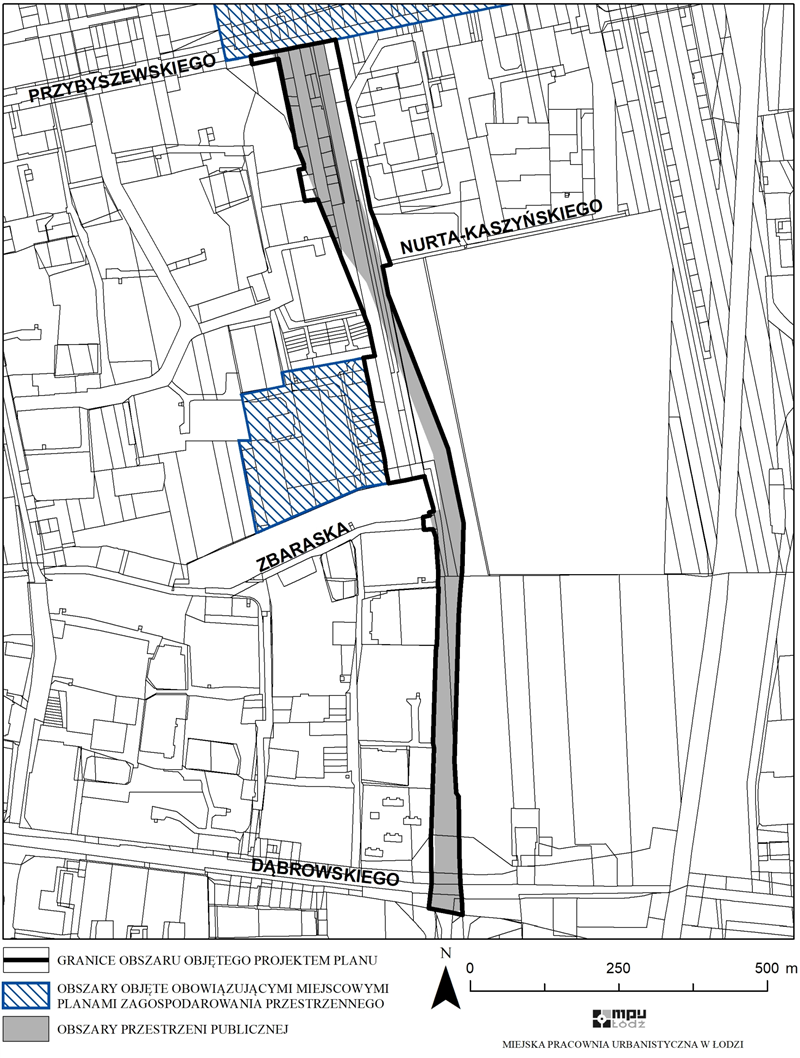 PRZYBYSZEWSKIEGO
NURTA-KASZYŃSKIEGO
ZBARASKA
DĄBROWSKIEGO
GRANICE OBSZARU OBJĘTEGO PROJEKTEM PLANU
OBSZARY OBJĘTE OBOWIĄZUJĄCYMI MIEJSCOWYMI
PLANAMI ZAGOSPODAROWANIA PRZESTRZENNEGO
OBSZARY PRZESTRZENI PUBLICZNEJ
N
0 250 500 m
mpu
Łódź
MIEJSKA PRACOWNIA URBANISTYCZNA W ŁODZI